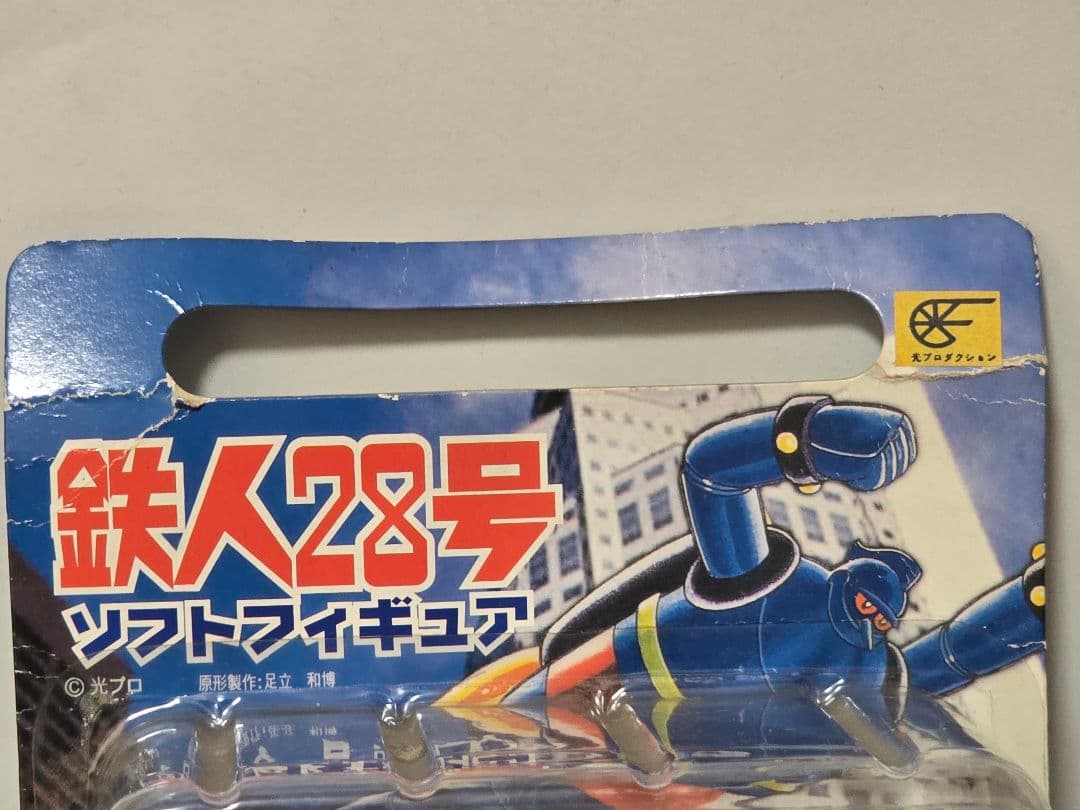 光プロダクション
鉄人28号
ソフトフィギュア
© 光プロ 原形製作:足立 和博